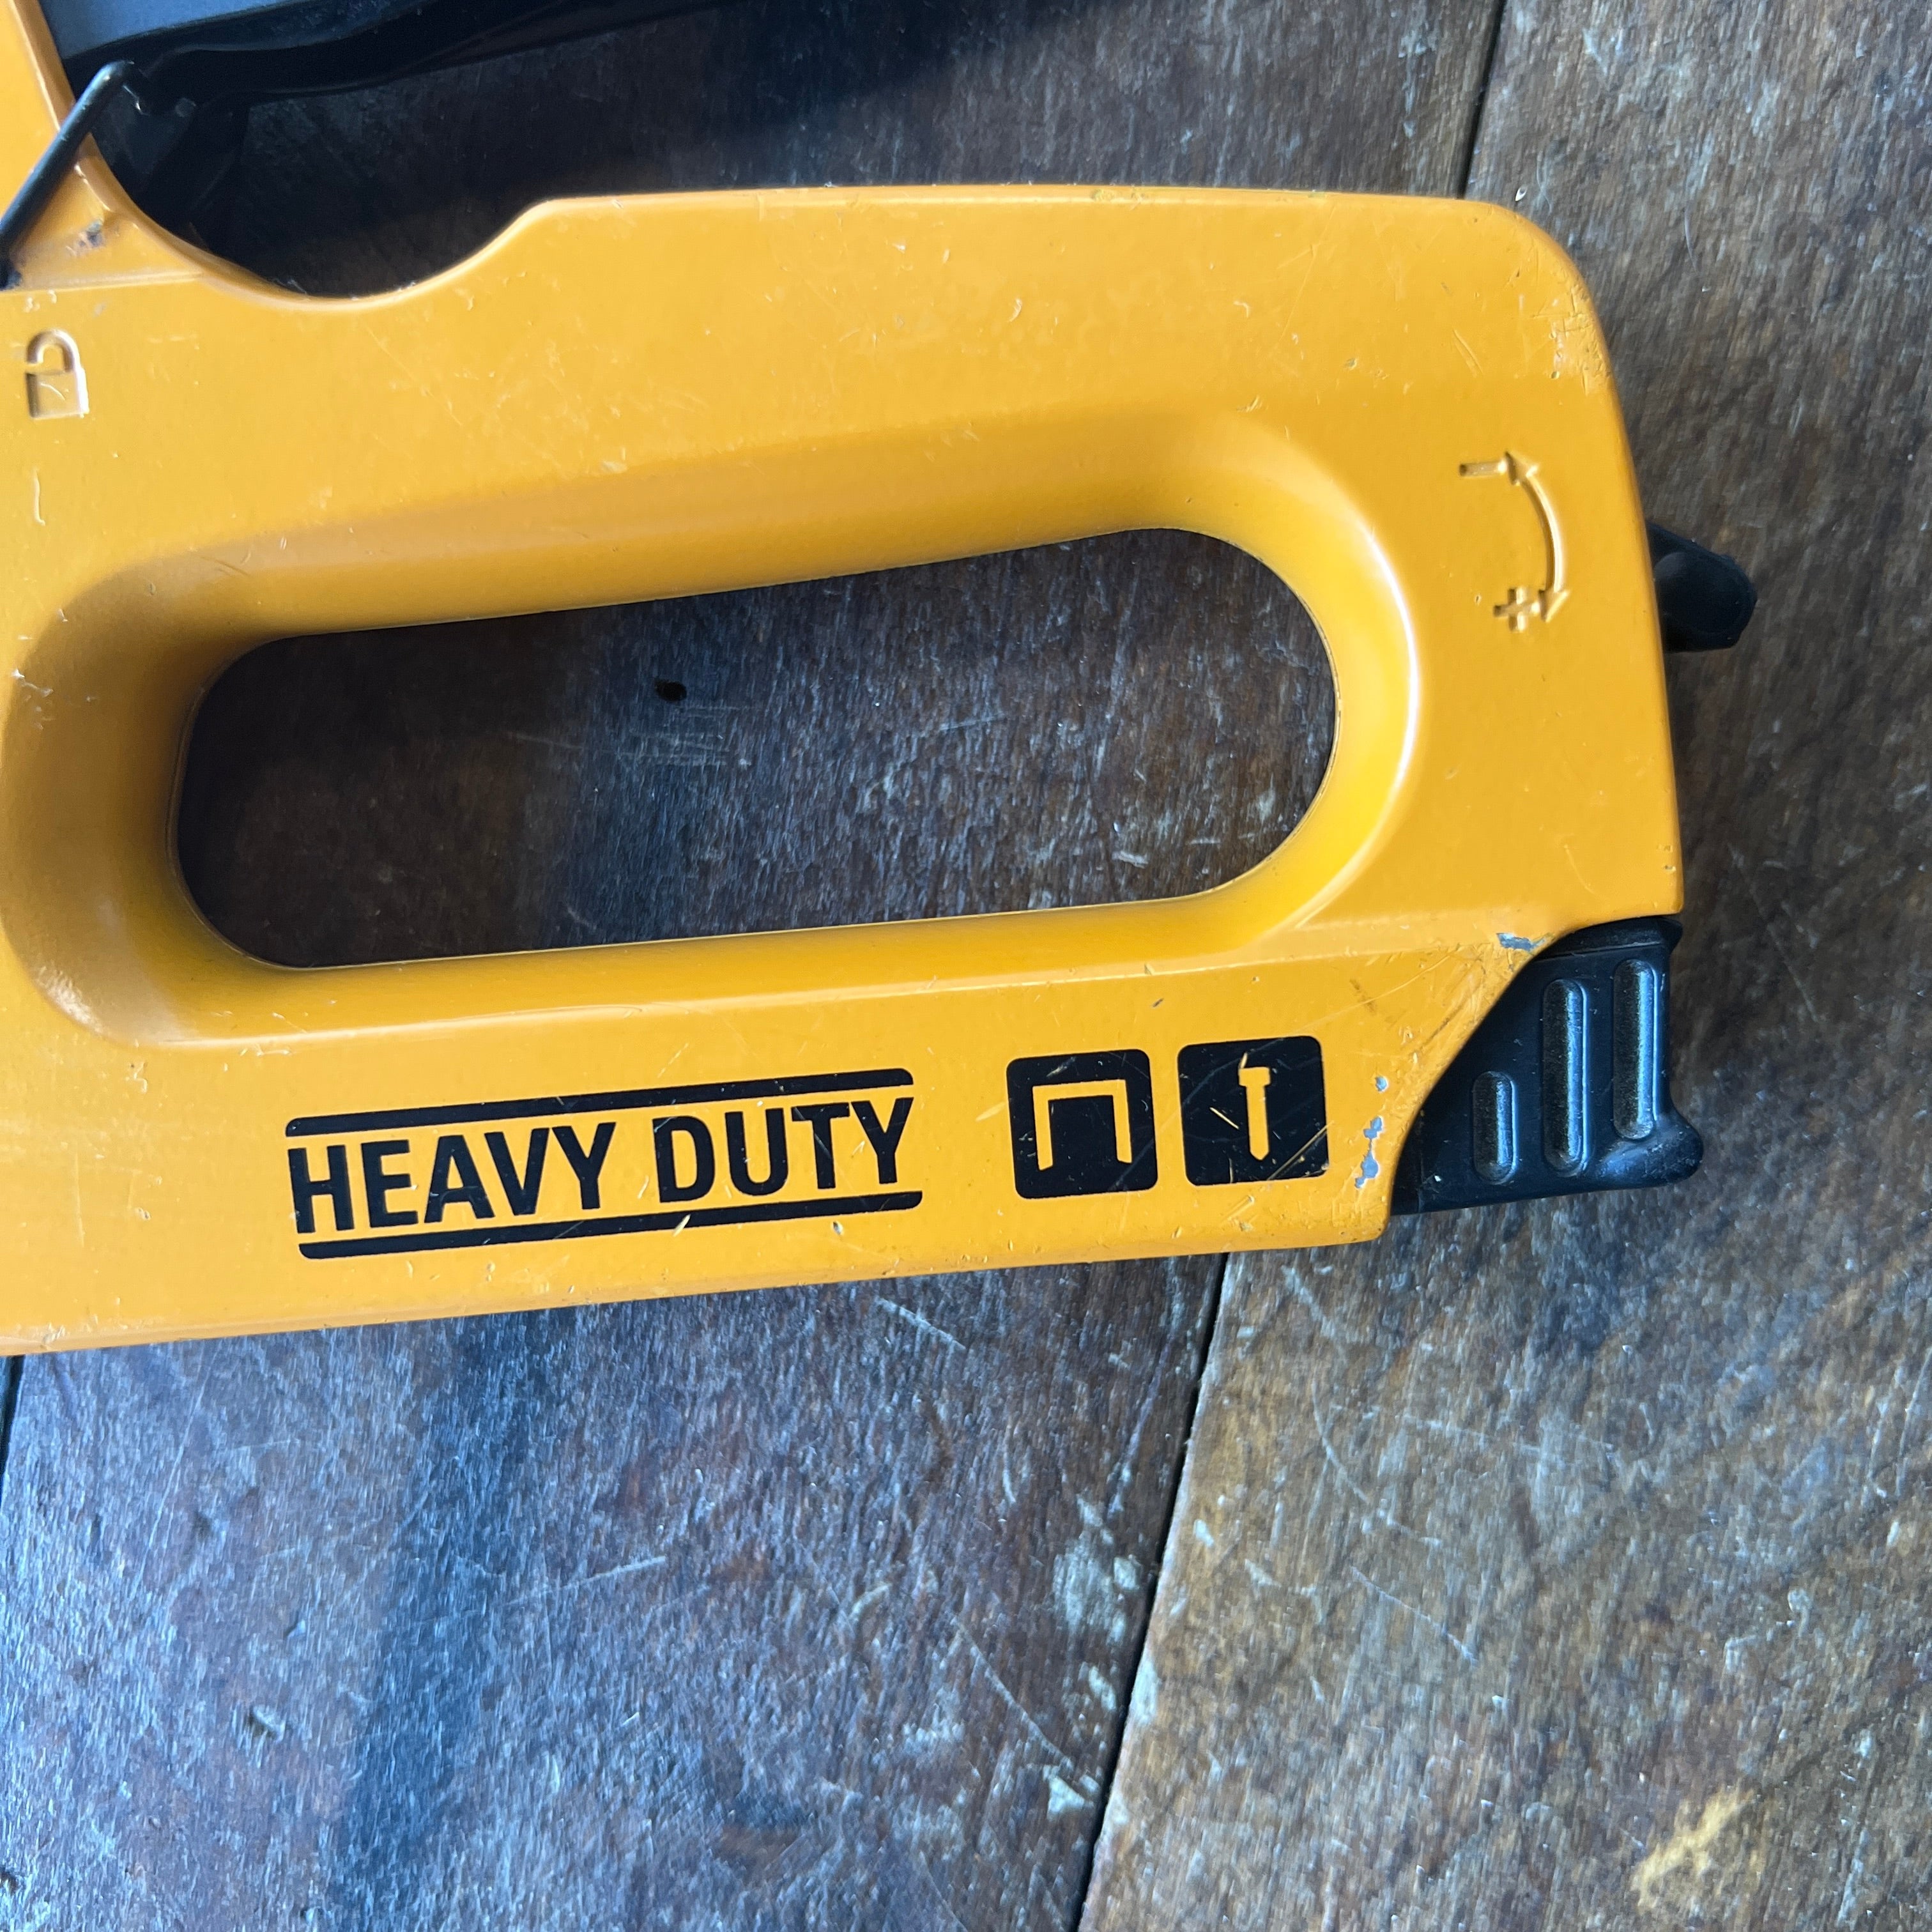 - +
HEAVY DUTY